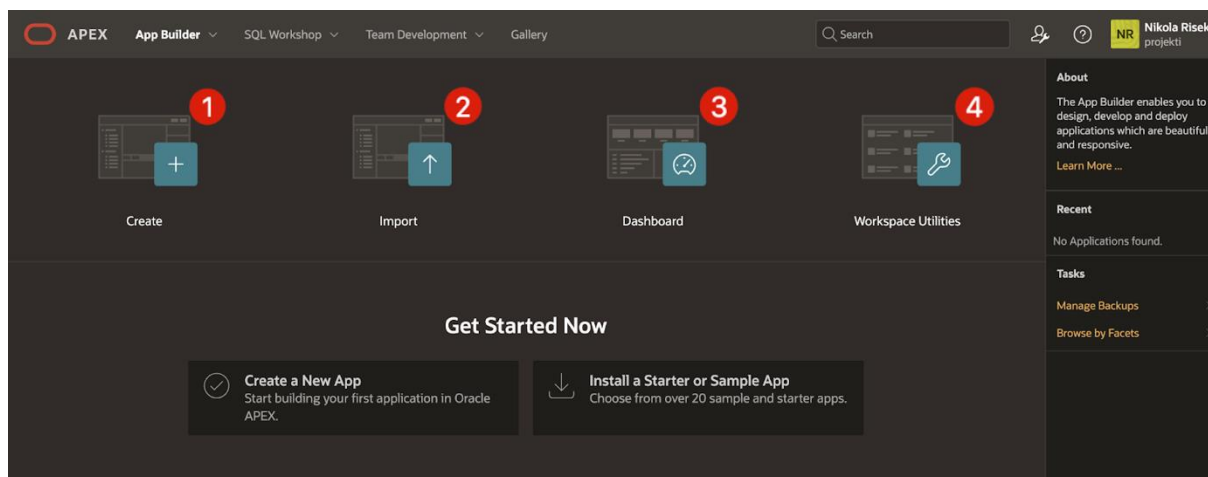 APEX
App Builder
SQL Workshop
Team Development
Gallery
Search
NR
Nikola Risek
projekti
1
2
3
4
Create
Import
Dashboard
Workspace Utilities
Get Started Now
Create a New App
Start building your first application in Oracle
APEX.
Install a Starter or Sample App
Choose from over 20 sample and starter apps.
About
The App Builder enables you to
design, develop and deploy
applications which are beautiful
and responsive.
Learn More ...
Recent
No Applications found.
Tasks
Manage Backups
Browse by Facets